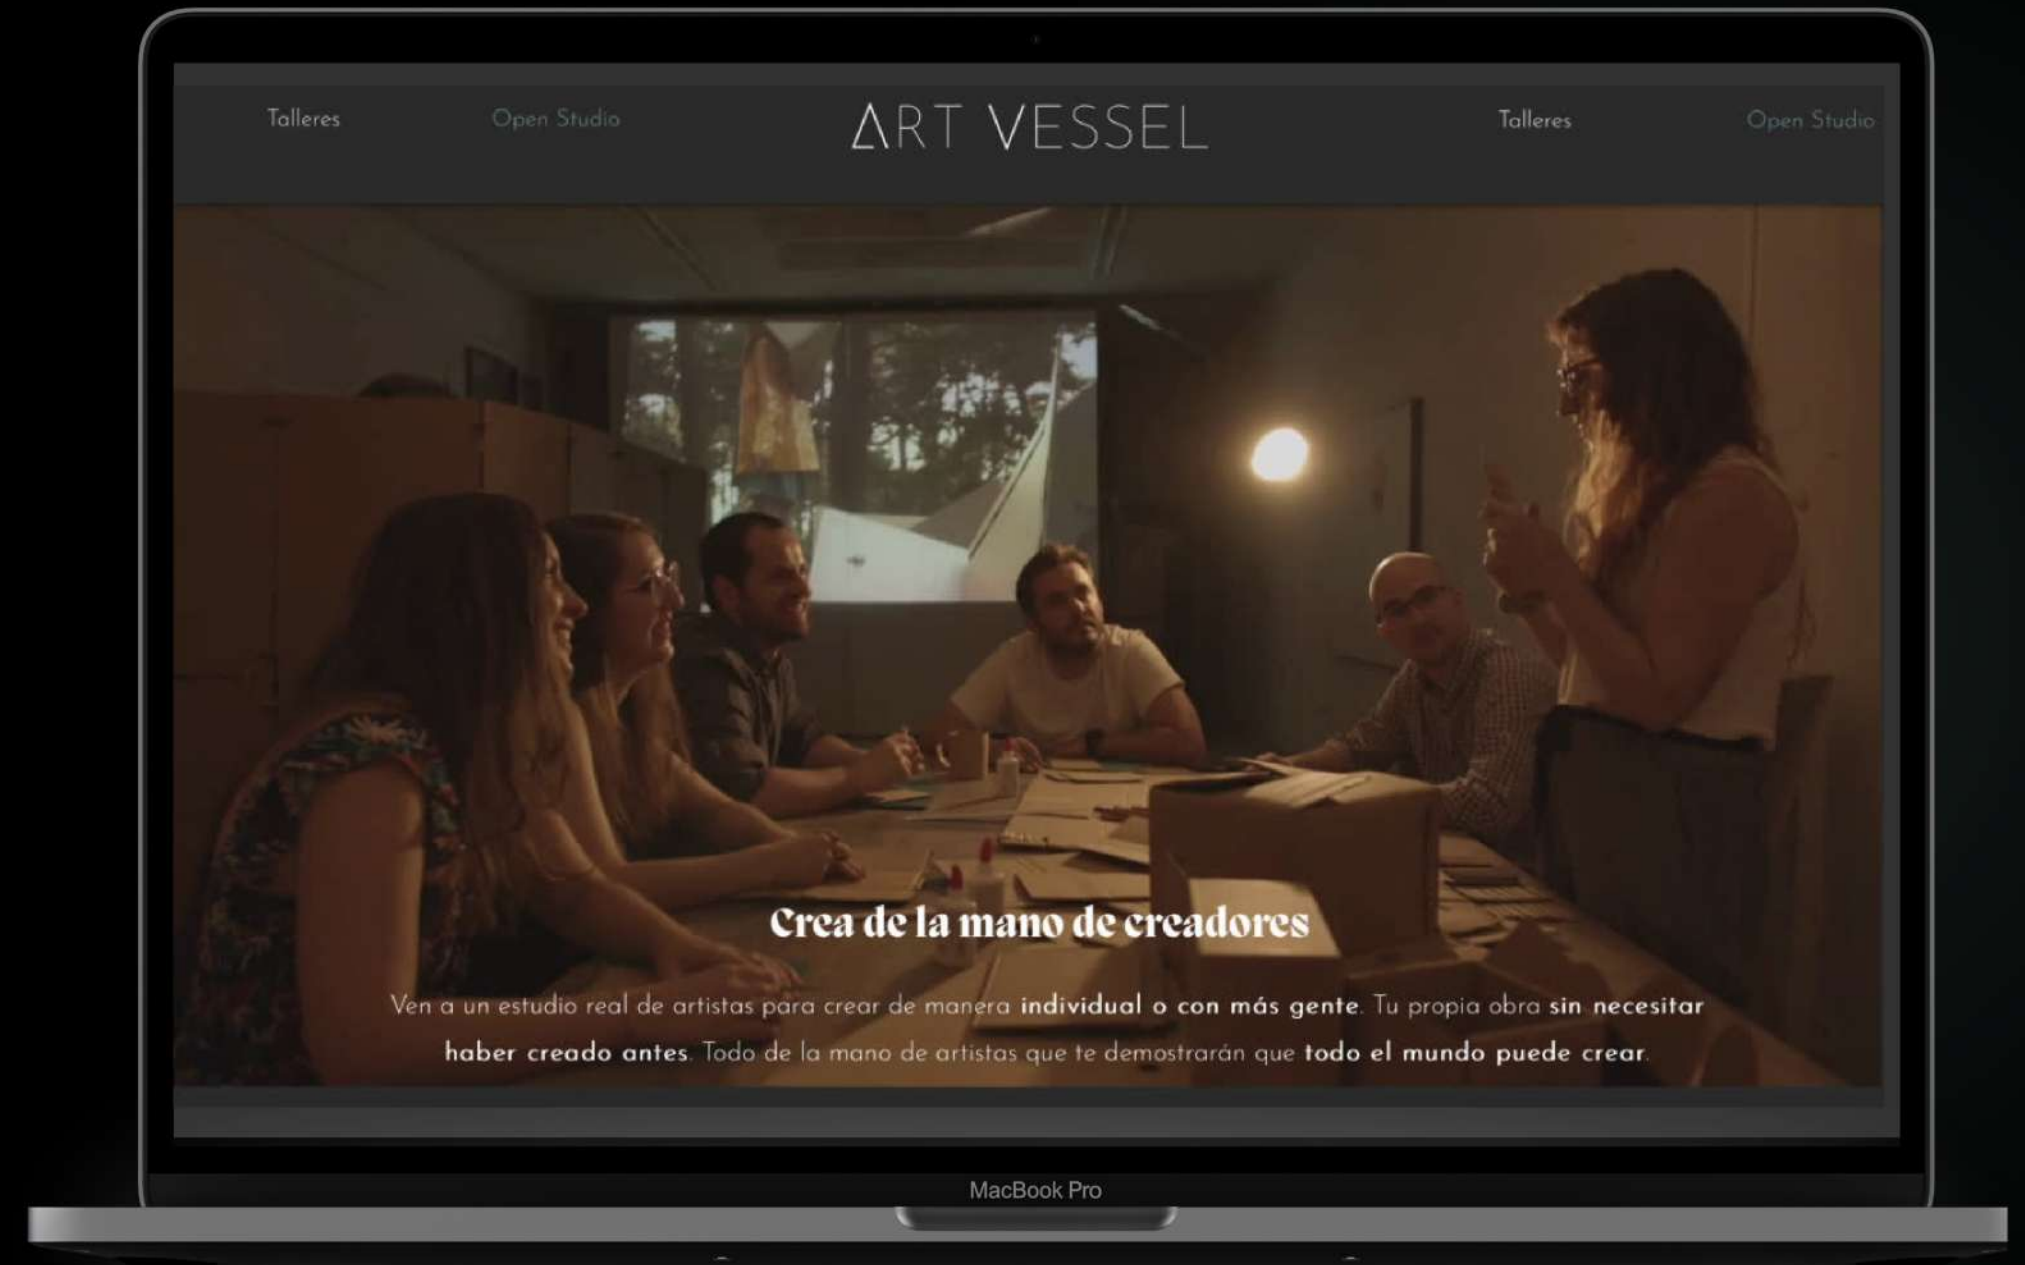 Talleres
Open Studio
ART VESSEL
Talleres
Open Studio
Crea de la mano de creadores
Ven a un estudio real de artistas para crear de manera individual o con más gente. Tu propia obra sin necesitar
haber creado antes. Todo de la mano de artistas que te demostrarán que todo el mundo puede crear.
MacBook Pro